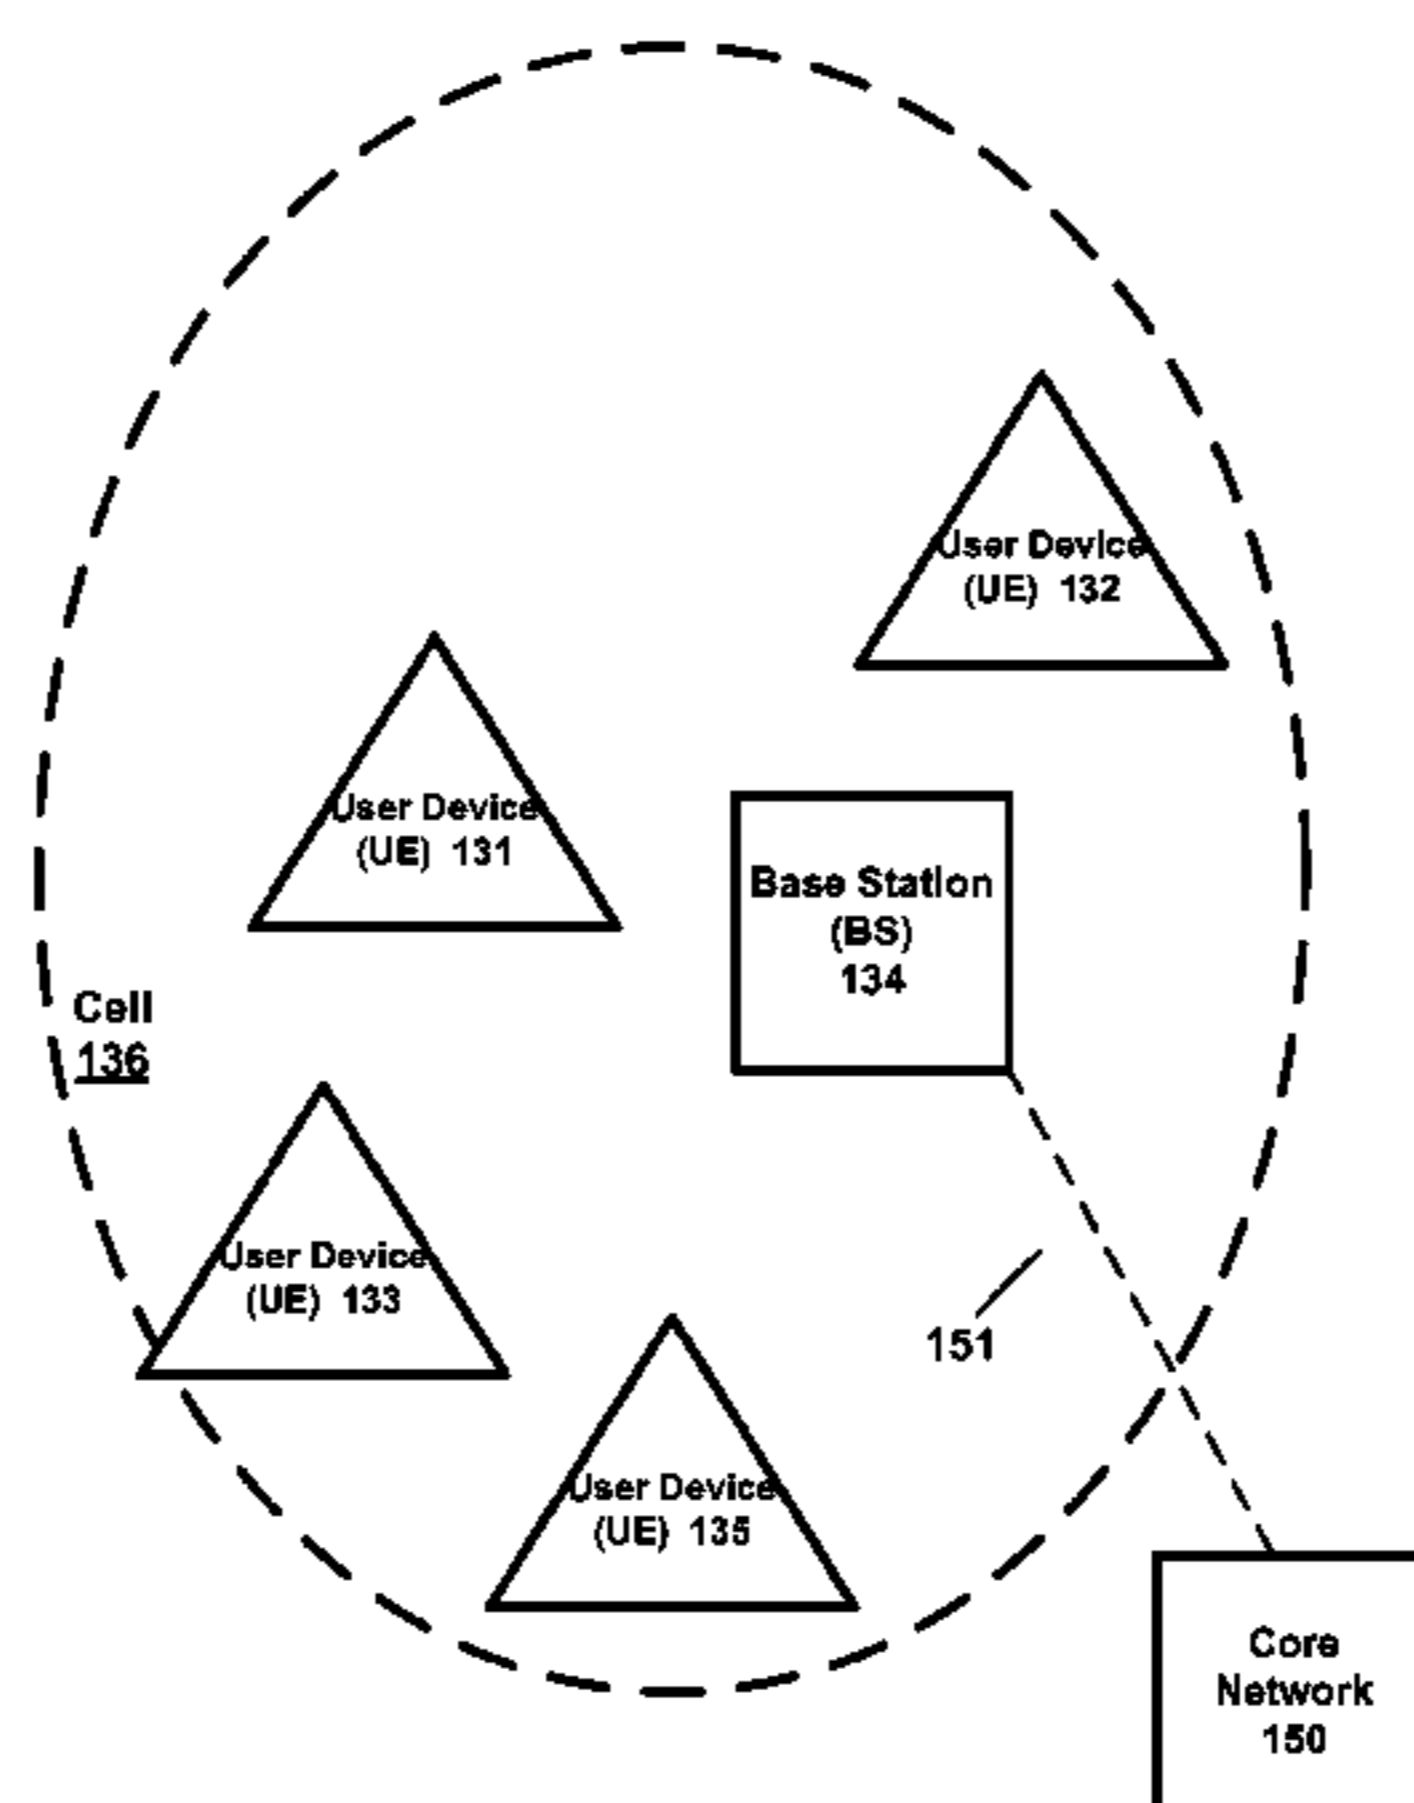 User Device
(UE) 132
User Device
(UE) 131
Base Station
(BS)
134
Cell
136
User Device
(UE) 133
151
User Device
(UE) 135
Core
Network
150